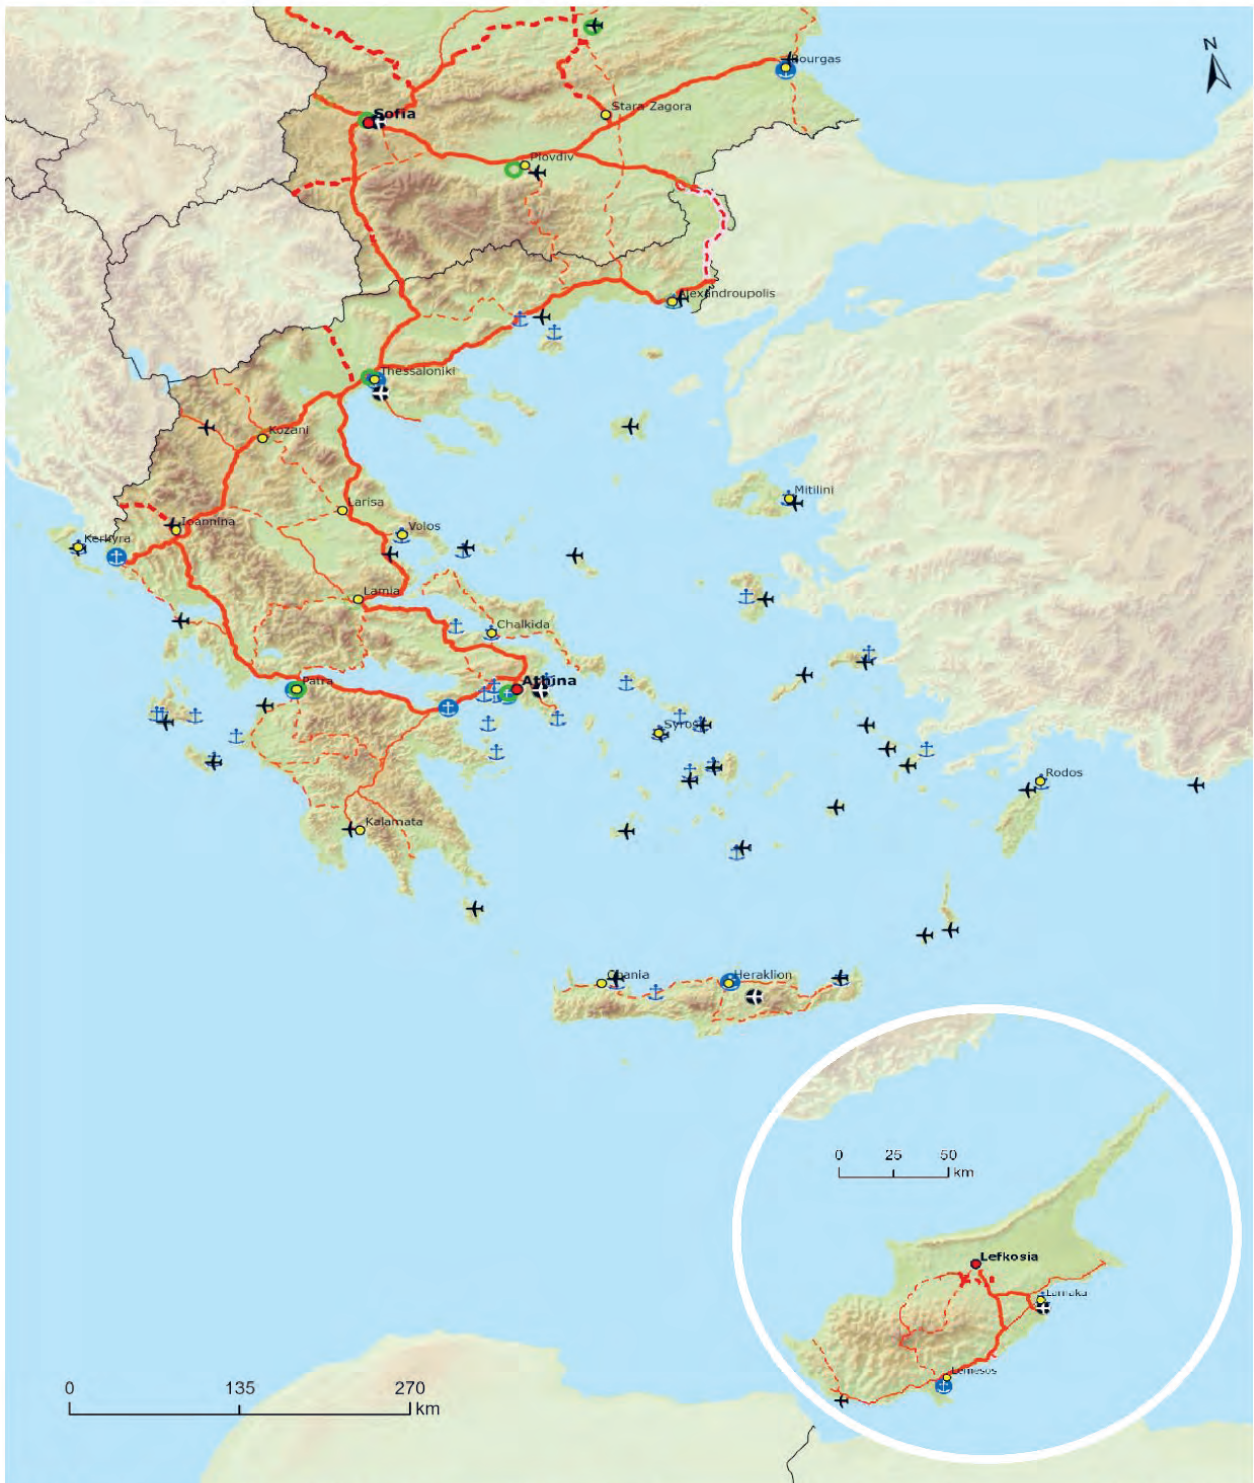 N
Bourgas
Stara Zagora
Sofia
Plovdiv
Alexandroupolis
Thessaloniki
Kozani
Mitilini
Larisa
Ioannina
Volos
Kerkyra
Lamia
Chalkida
Patra
Athina
Syros
Rodos
Kalamata
Chania
Heraklion
0 25 50
km
Lefkosia
Larnaka
Lemesos
0 135 270
km